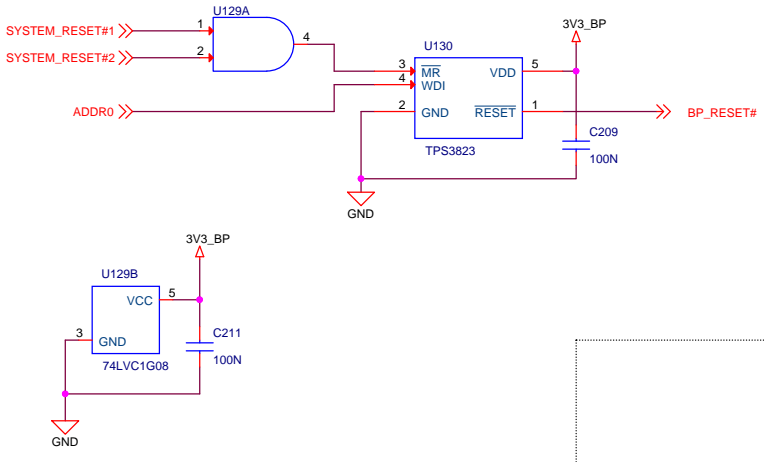 U129A
SYSTEM_RESET#1
1
4
SYSTEM_RESET#2
2
3V3_BP
U130
3
MR
VDD
5
4
WDI
ADDR0
2
GND
RESET
1
BP_RESET#
TPS3823
C209
100N
GND
3V3_BP
U129B
VCC
5
3
GND
C211
100N
74LVC1G08
GND